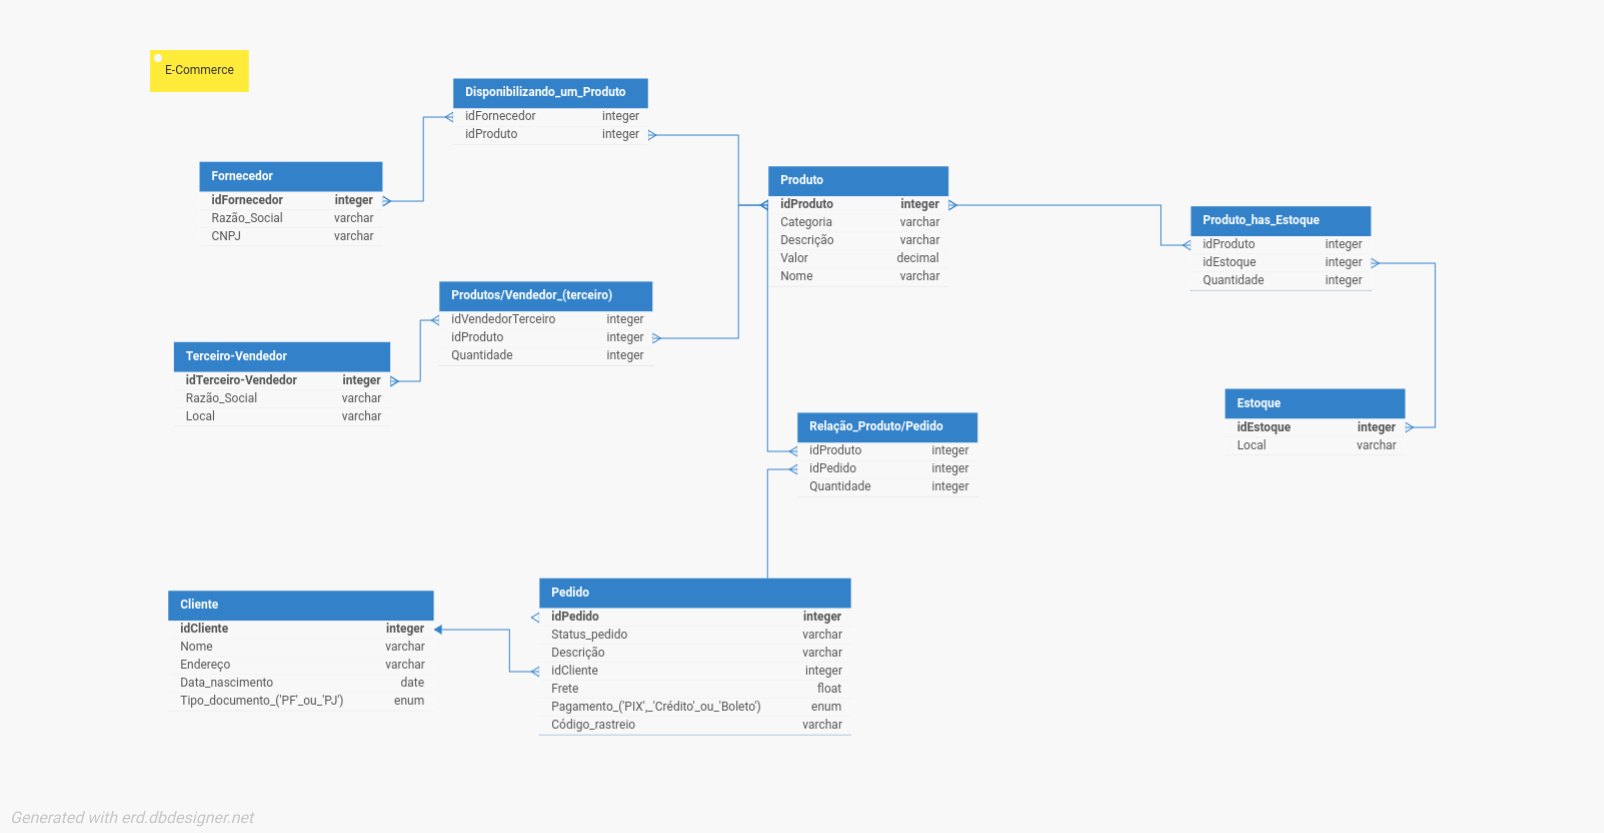 E-Commerce
Disponibilizando_um_Produto
idFornecedor integer
idProduto integer
Fornecedor
idFornecedor integer
Razão_Social varchar
CNPJ varchar
Produto
idProduto integer
Categoria varchar
Descrição varchar
Valor decimal
Nome varchar
Produto_has_Estoque
idProduto integer
idEstoque integer
Quantidade integer
Produtos/Vendedor_(terceiro)
idVendedorTerceiro integer
idProduto integer
Quantidade integer
Terceiro-Vendedor
idTerceiro-Vendedor integer
Razão_Social varchar
Local varchar
Estoque
idEstoque integer
Local varchar
Relação_Produto/Pedido
idProduto integer
idPedido integer
Quantidade integer
Cliente
idCliente integer
Nome varchar
Endereço varchar
Data_nascimento date
Tipo_documento_('PF'_ou_'PJ') enum
Pedido
idPedido integer
Status_pedido varchar
Descrição varchar
idCliente integer
Frete float
Pagamento_('PIX',_'Crédito'_ou_'Boleto') enum
Código_rastreio varchar
Generated with erd.dbdesigner.net